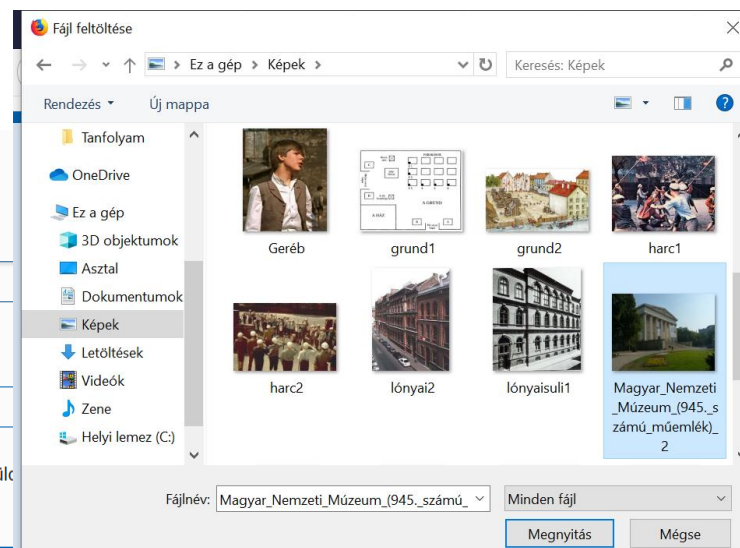 Fájl feltöltése
Ez a gép > Képek >
Keresés: Képek
Rendezés
Új mappa
Tanfolyam
OneDrive
Ez a gép
3D objektumok
Asztal
Dokumentumok
Képek
Letöltések
Videók
Zene
Helyi lemez (C:)
Geréb
grund1
grund2
harc1
harc2
lónyai2
lónyaisuli1
Magyar_Nemzeti
_Múzeum_(945._s
zámú_műemlék)_
2
Fájlnév: Magyar_Nemzeti_Múzeum_(945._számú_
Minden fájl
Megnyitás
Mégse